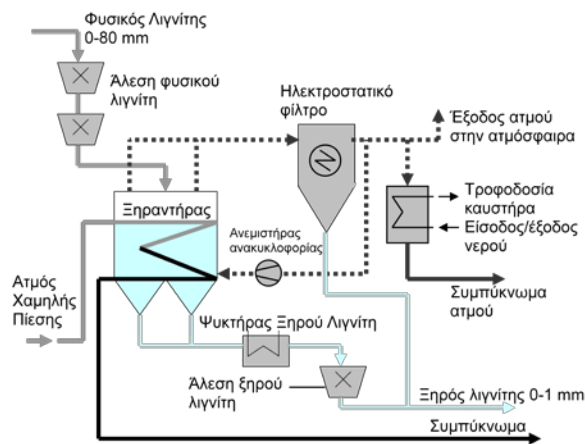 Φυσικός Λιγνίτης
0-80 mm
Άλεση φυσικού
λιγνίτη
Ηλεκτροστατικό
φίλτρο
Έξοδος ατμού
στην ατμόσφαιρα
Ξηραντήρας
Τροφοδοσία
καυστήρα
Είσοδος/έξοδος
νερού
Ανεμιστήρας
ανακυκλοφορίας
Ατμός
Χαμηλής
Πίεσης
Συμπύκνωμα
ατμού
Ψυκτήρας Ξηρού Λιγνίτη
Άλεση ξηρού
λιγνίτη
Ξηρός λιγνίτης 0-1 mm
Συμπύκνωμα